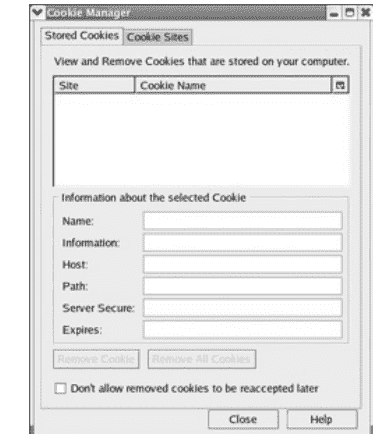 Cookie Manager
Stored Cookies Cookie Sites
View and Remove Cookies that are stored on your computer.
Site Cookie Name
Information about the selected Cookie
Name:
Information:
Host:
Path:
Server Secure:
Expires:
Remove Cookie Remove All Cookies
Don't allow removed cookies to be reaccepted later
Close Help